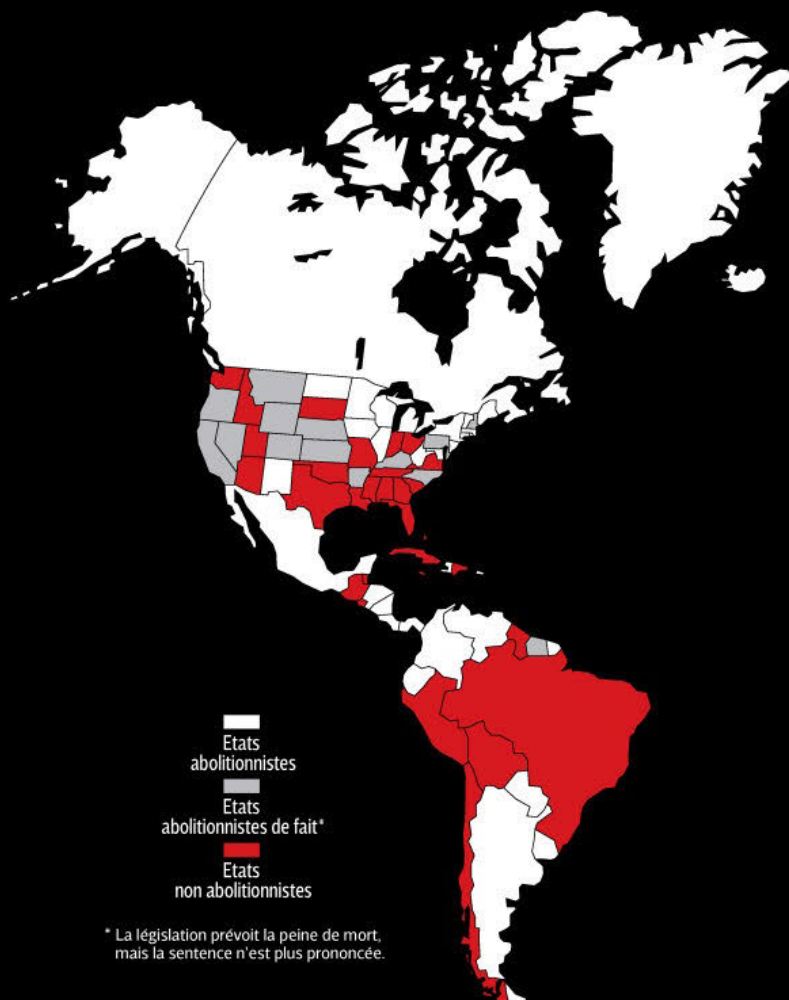 Etats
abolitionnistes
Etats
abolitionnistes de fait*
Etats
non abolitionnistes
* La législation prévoit la peine de mort,
mais la sentence n'est plus prononcée.